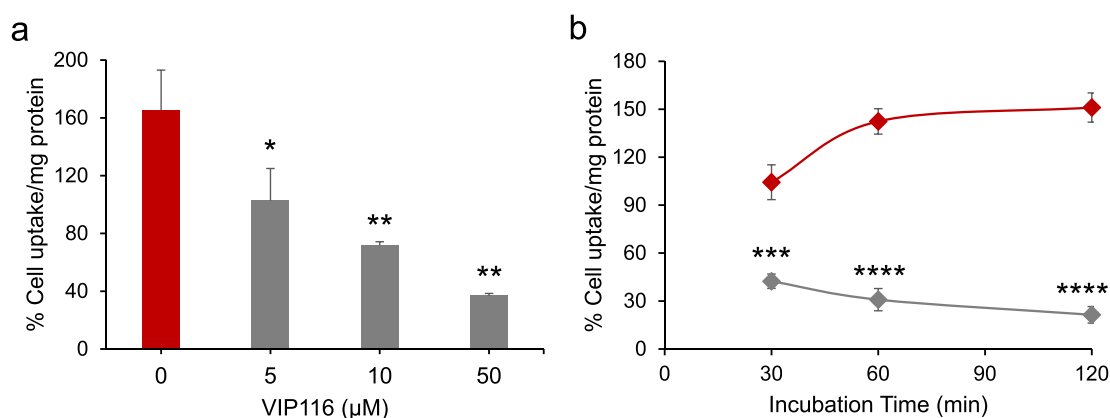 a
% Cell uptake/mg protein
200
160
120
80
40
0
*
**
**
0 5 10 50
VIP116 (µM)
b
% Cell uptake/mg protein
180
150
120
90
60
30
0
***
****
****
0 30 60 90 120
Incubation Time (min)